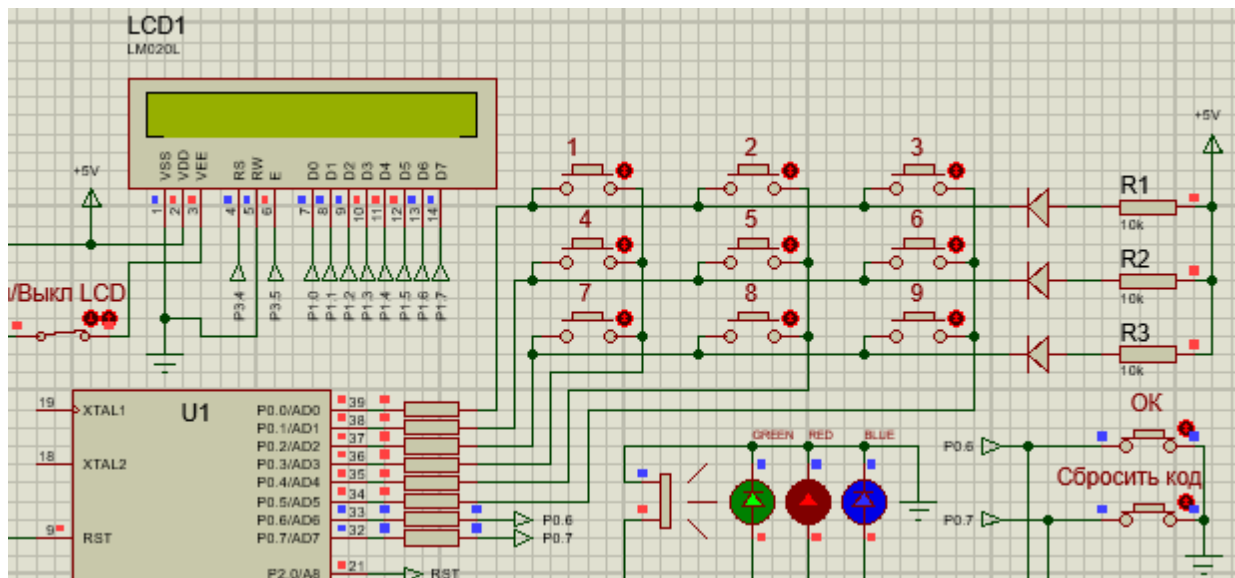 LCD1
LM020L
+5V
VSS
VDD
VEE
RS
RW
E
D0
D1
D2
D3
D4
D5
D6
D7
1
2
3
4
5
6
7
8
9
10
11
12
13
14
P3.4
P3.5
P1.0
P1.1
P1.2
P1.3
P1.4
P1.5
P1.6
P1.7
/Выкл LCD
1
2
3
4
5
6
7
8
9
+5V
R1
10k
R2
10k
R3
10k
U1
19
XTAL1
18
XTAL2
9
RST
P0.0/AD0
39
P0.1/AD1
38
P0.2/AD2
37
P0.3/AD3
36
P0.4/AD4
35
P0.5/AD5
34
P0.6/AD6
33
P0.7/AD7
32
P2.0/A8
21
P0.6
P0.7
RST
GREEN
RED
BLUE
P0.6
ОК
P0.7
Сбросить код